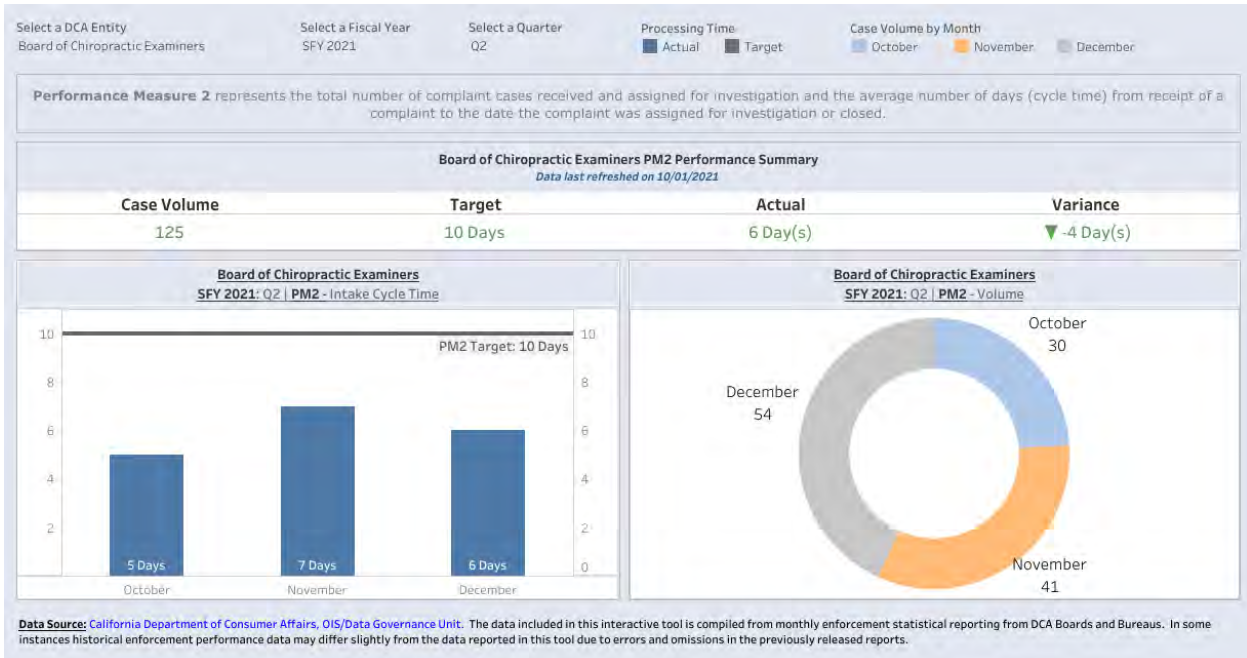 Select a DCA Entity
Board of Chiropractic Examiners
Select a Fiscal Year
SFY 2021
Select a Quarter
Q2
Processing Time
Actual
Target
Case Volume by Month
October
November
December
Performance Measure 2 represents the total number of complaint cases received and assigned for investigation and the average number of days (cycle time) from receipt of a
complaint to the date the complaint was assigned for investigation or closed.
Board of Chiropractic Examiners PM2 Performance Summary
Data last refreshed on 10/01/2021
Case Volume Target Actual Variance
125 10 Days 6 Day(s) ▼ -4 Day(s)
Board of Chiropractic Examiners
SFY 2021: Q2 | PM2 - Intake Cycle Time
10
8
6
4
2
PM2 Target: 10 Days
10
8
6
4
2
0
5 Days 7 Days 6 Days
October November December
Board of Chiropractic Examiners
SFY 2021: Q2 | PM2 - Volume
October
30
December
54
November
41
Data Source: California Department of Consumer Affairs, OIS/Data Governance Unit. The data included in this interactive tool is compiled from monthly enforcement statistical reporting from DCA Boards and Bureaus. In some
instances historical enforcement performance data may differ slightly from the data reported in this tool due to errors and omissions in the previously released reports.